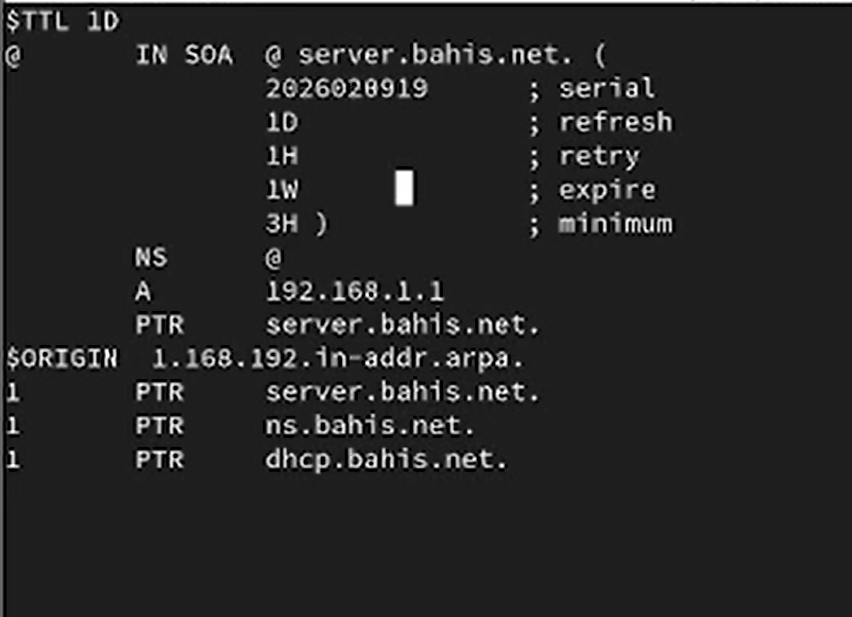 $TTL 1D
@ IN SOA @ server.bahis.net. (
2026020919 ; serial
1D ; refresh
1H ; retry
1W ; expire
3H ) ; minimum
NS @
A 192.168.1.1
PTR server.bahis.net.
$ORIGIN 1.168.192.in-addr.arpa.
1 PTR server.bahis.net.
1 PTR ns.bahis.net.
1 PTR dhcp.bahis.net.